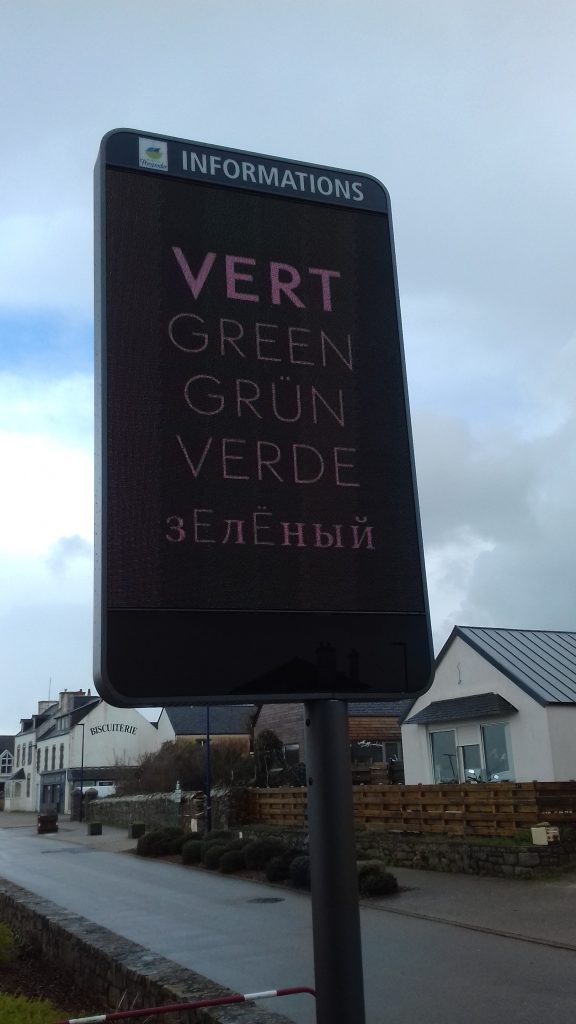 INFORMATIONS
VERT
GREEN
GRÜN
VERDE
зЕлЁный
BISCUITERIE